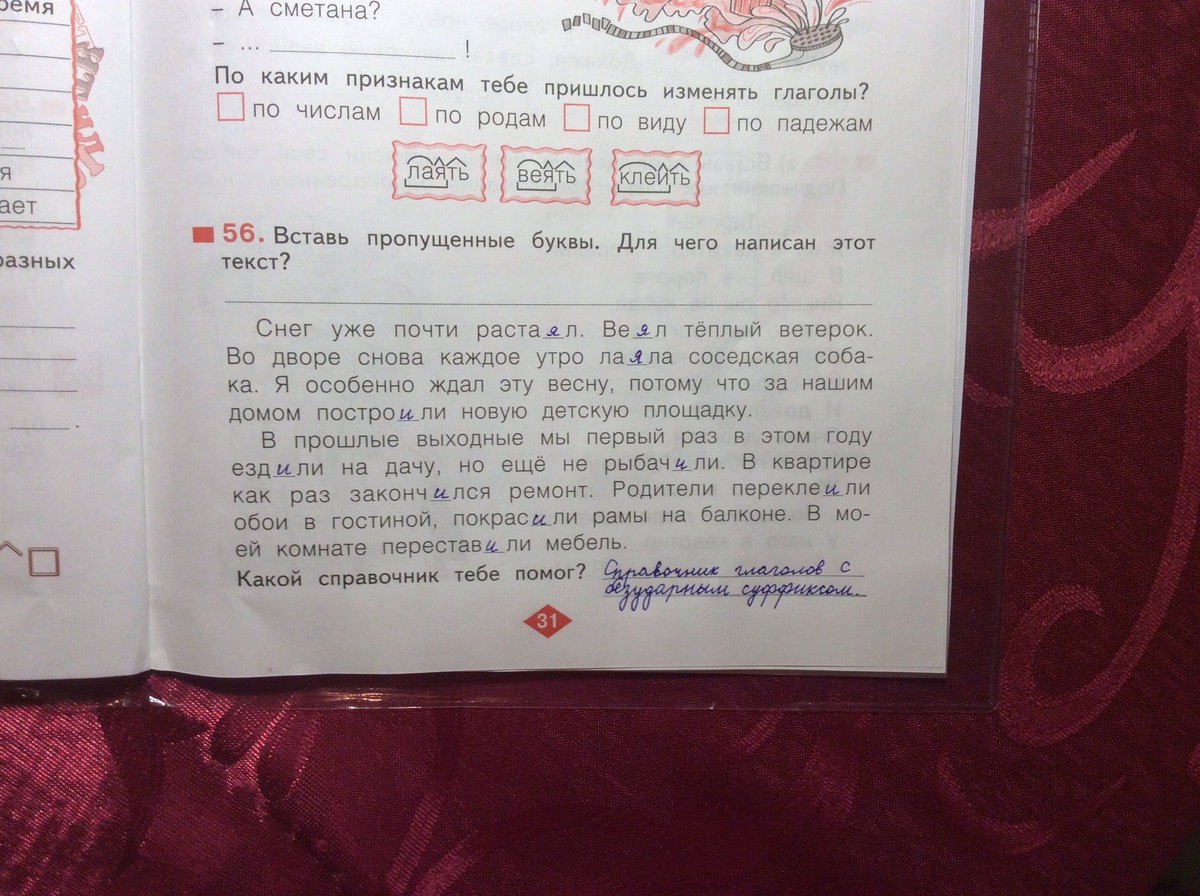 ремя
я
ает
разных
– А сметана?
– ... !
По каким признакам тебе пришлось изменять глаголы?
по числам по родам по виду по падежам
лаять веять клеить
56. Вставь пропущенные буквы. Для чего написан этот
текст?
Снег уже почти растаял. Веял тёплый ветерок.
Во дворе снова каждое утро лаяла соседская соба-
ка. Я особенно ждал эту весну, потому что за нашим
домом построили новую детскую площадку.
В прошлые выходные мы первый раз в этом году
ездили на дачу, но ещё не рыбачили. В квартире
как раз закончился ремонт. Родители переклеили
обои в гостиной, покрасили рамы на балконе. В мо-
ей комнате переставили мебель.
Какой справочник тебе помог? Справочник глаголов с
безударным суффиксом.
31